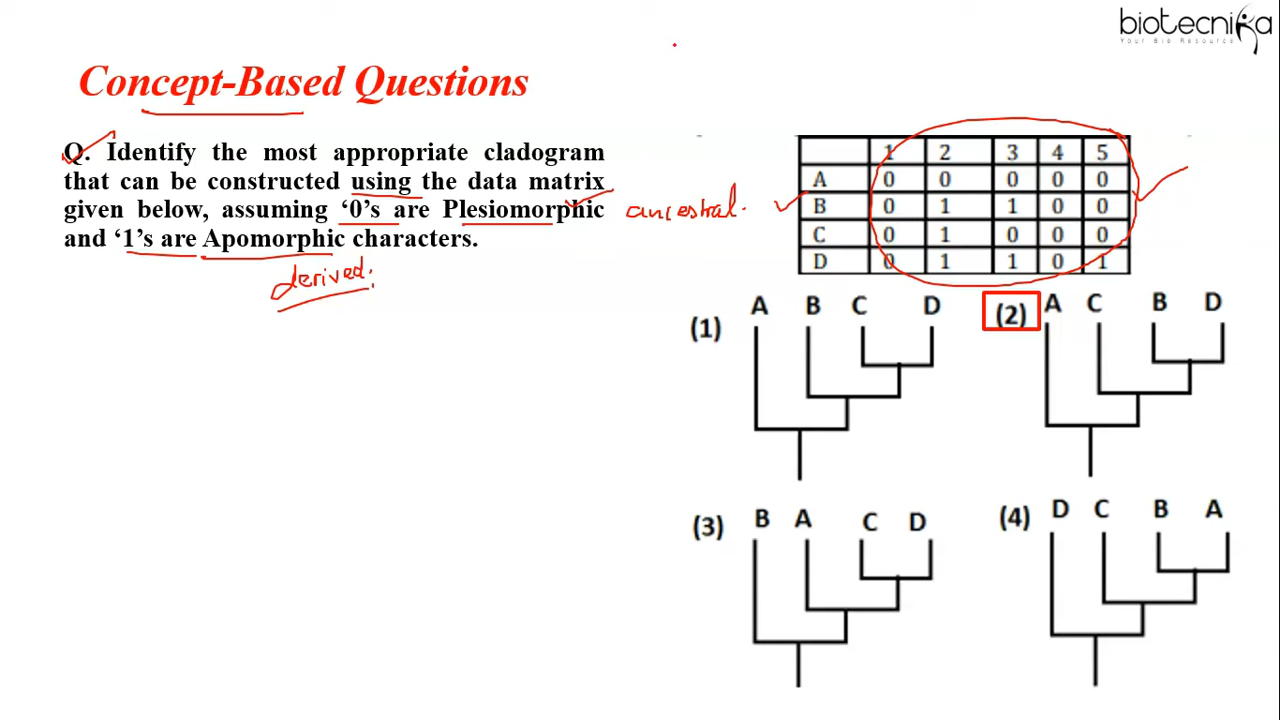 biotecnika
Your Bio Resource
Concept-Based Questions
Q. Identify the most appropriate cladogram
that can be constructed using the data matrix
given below, assuming ‘0’s are Plesiomorphic
and ‘1’s are Apomorphic characters.
ancestral.
derived.
1 2 3 4 5
A 0 0 0 0 0
B 0 1 1 0 0
C 0 1 0 0 0
D 0 1 1 0 1
(1) A B C D
(2) A C B D
(3) B A C D
(4) D C B A